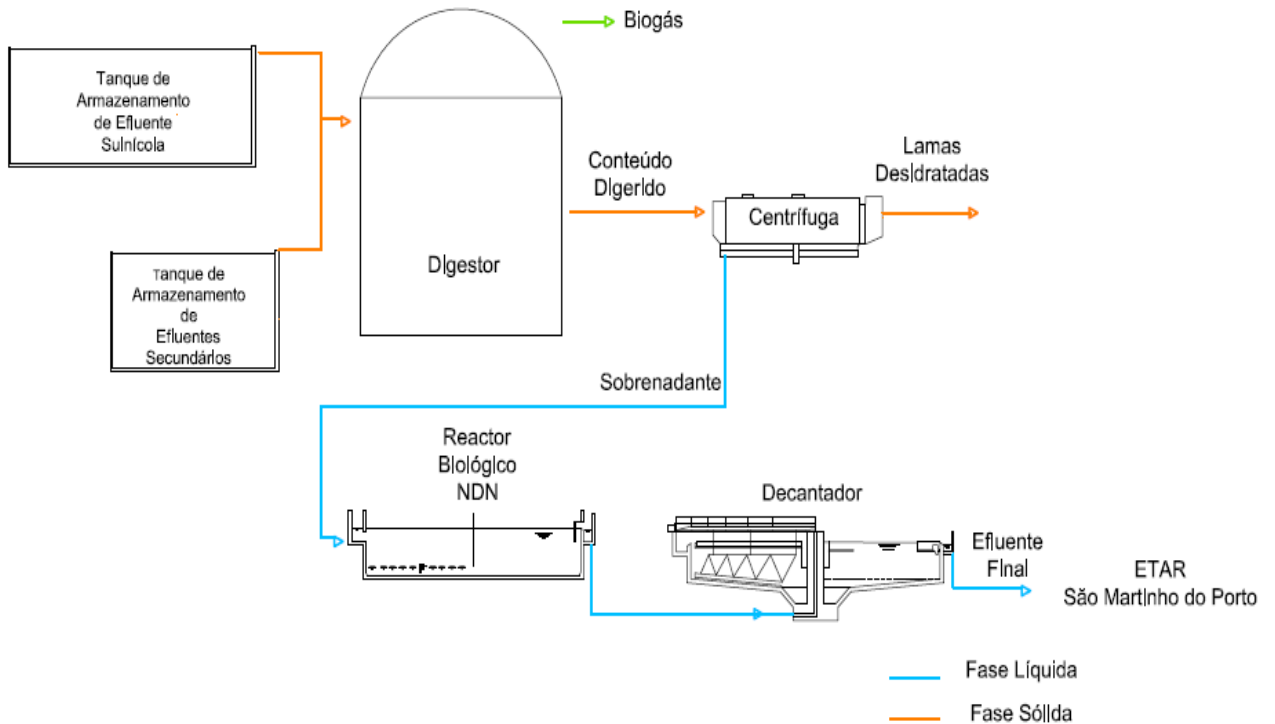 Biogás
Tanque de
Armazenamento
de Efluente
Suínícola
Conteúdo
Digerido
Lamas
Desidratadas
Centrífuga
Digestor
Tanque de
Armazenamento
de
Efluentes
Secundários
Sobrenadante
Reactor
Biológico
NDN
Decantador
Efluente
Final
ETAR
São Martinho do Porto
Fase Líquida
Fase Sólida